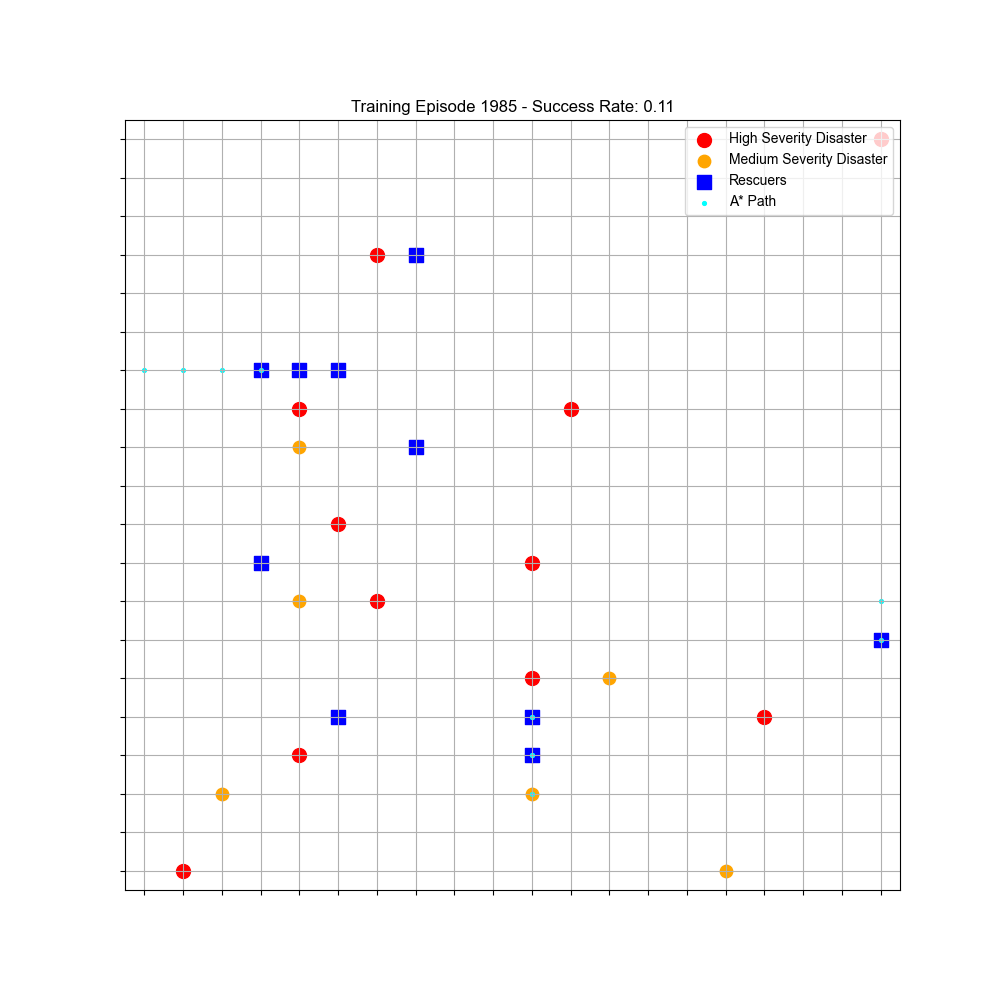 Training Episode 1985 - Success Rate: 0.11
High Severity Disaster
Medium Severity Disaster
Rescuers
A* Path